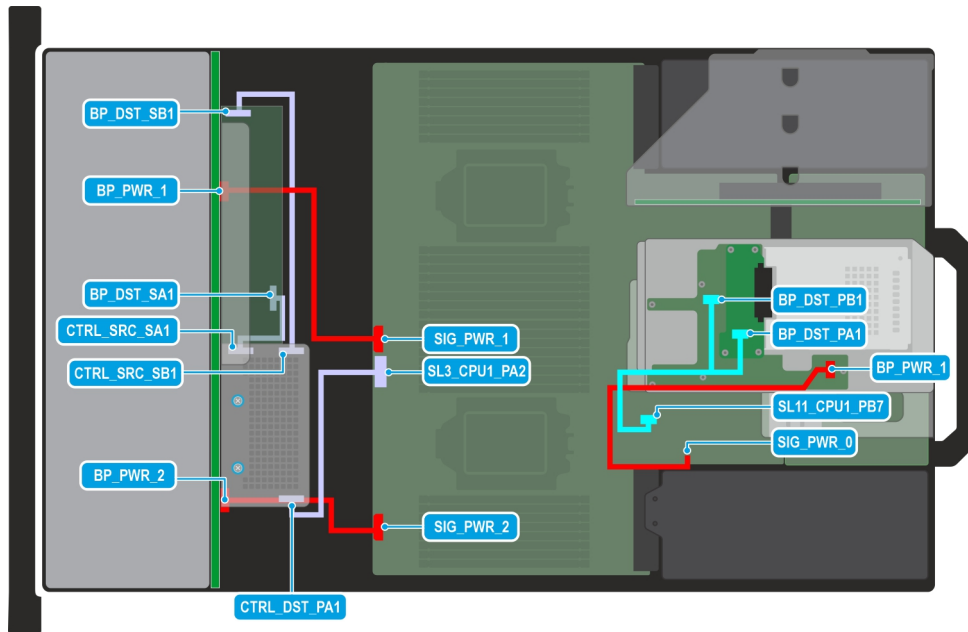 BP_DST_SB1
BP_PWR_1
BP_DST_SA1
CTRL_SRC_SA1
CTRL_SRC_SB1
BP_PWR_2
CTRL_DST_PA1
SIG_PWR_1
SL3_CPU1_PA2
SIG_PWR_2
BP_DST_PB1
BP_DST_PA1
BP_PWR_1
SL11_CPU1_PB7
SIG_PWR_0